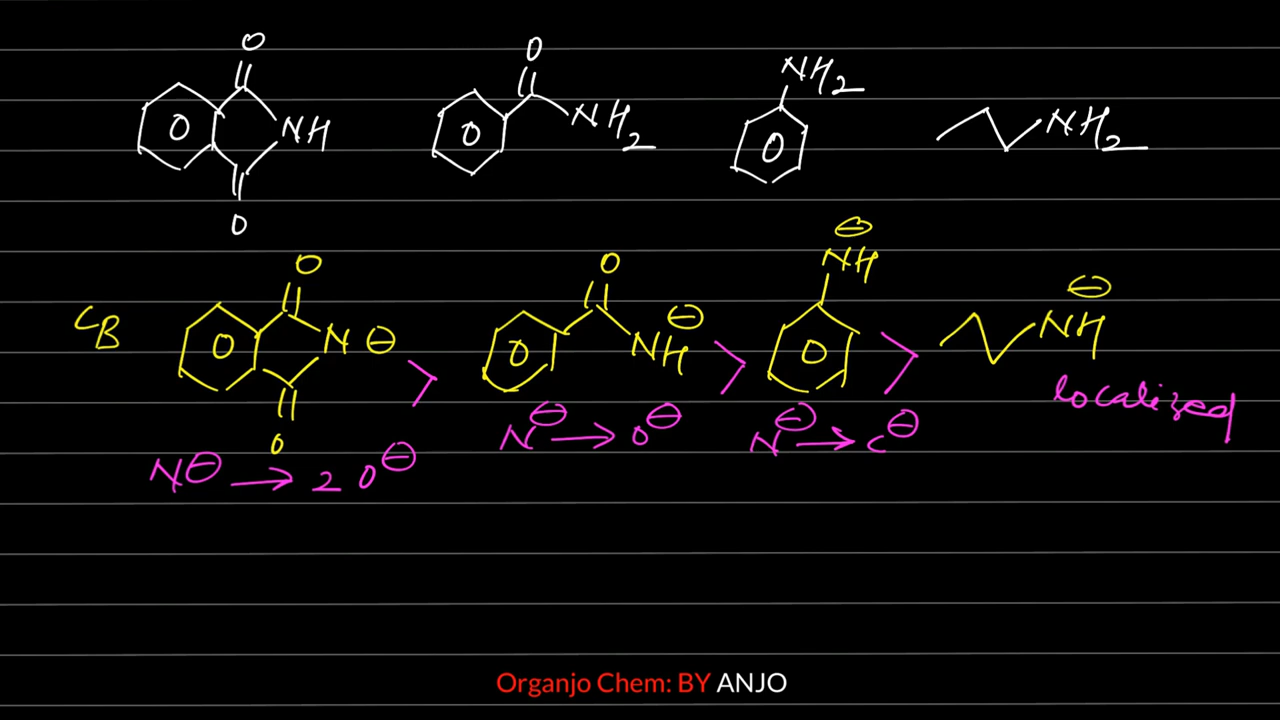 O O
NH NH2 NH2 NH2
O
CB O O ⊖ ⊖
N ⊖ > NH ⊖ > NH > NH
O localized
N⊖ → 2 O⊖ N⊖ → O⊖ N⊖ → C⊖
Organjo Chem: BY ANJO